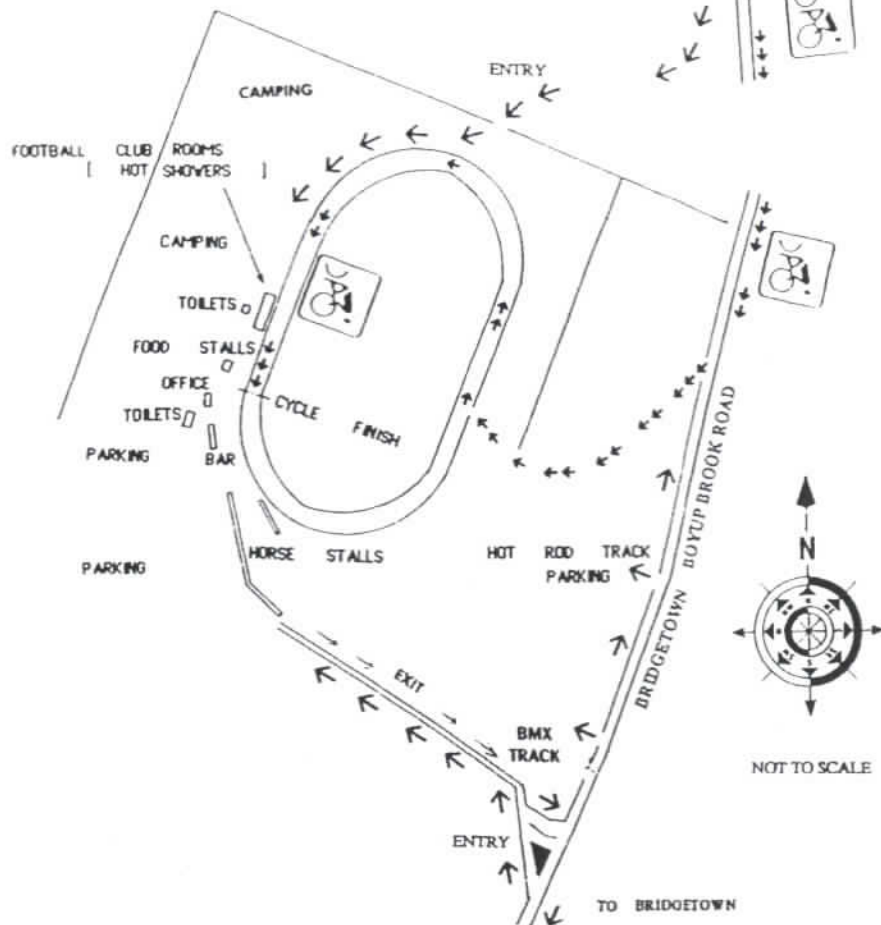 ENTRY
CAMPING
FOOTBALL CLUB ROOMS
[ HOT SHOWERS ]
CAMPING
TOILETS
FOOD STALLS
OFFICE
CYCLE FINISH
TOILETS
PARKING
BAR
HORSE STALLS
HOT ROD TRACK
PARKING
PARKING
BRIDGETOWN BOYUP BROOK ROAD
N
EXIT
BMX
TRACK
NOT TO SCALE
ENTRY
TO BRIDGETOWN